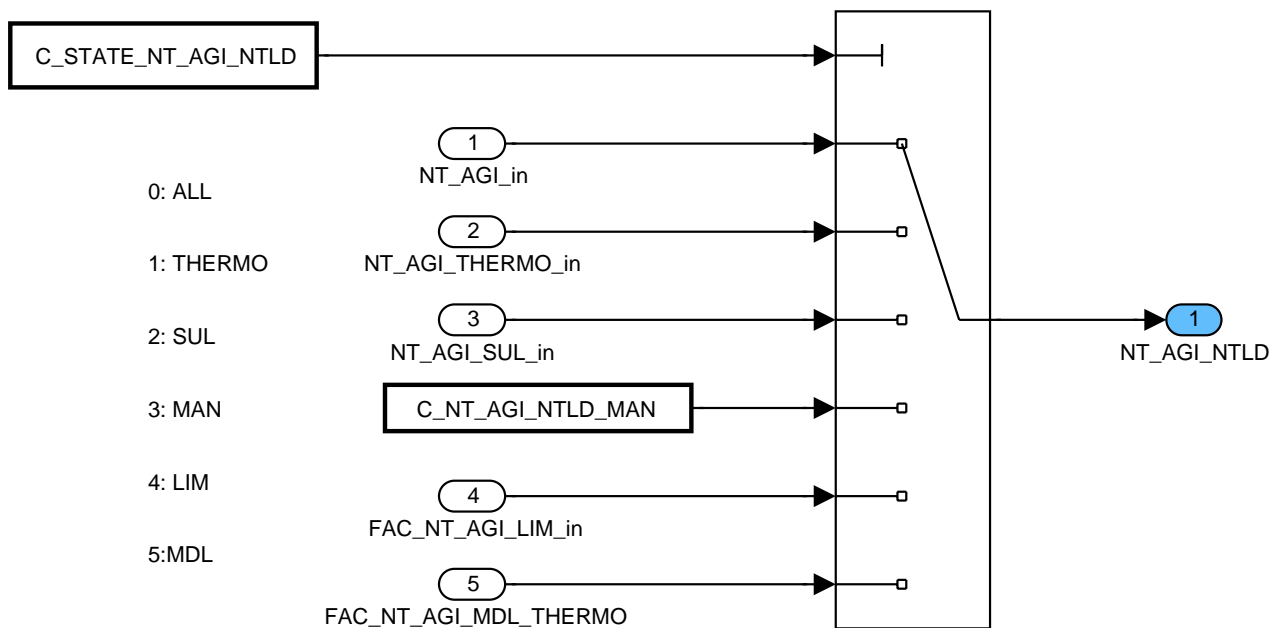 C_STATE_NT_AGI_NTLD
1
NT_AGI_in
0: ALL
2
NT_AGI_THERMO_in
1: THERMO
3
NT_AGI_SUL_in
1
NT_AGI_NTLD
2: SUL
3: MAN
C_NT_AGI_NTLD_MAN
4: LIM
4
FAC_NT_AGI_LIM_in
5:MDL
5
FAC_NT_AGI_MDL_THERMO